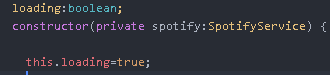 loading:boolean;
constructor(private spotify:SpotifyService) {
this.loading=true;